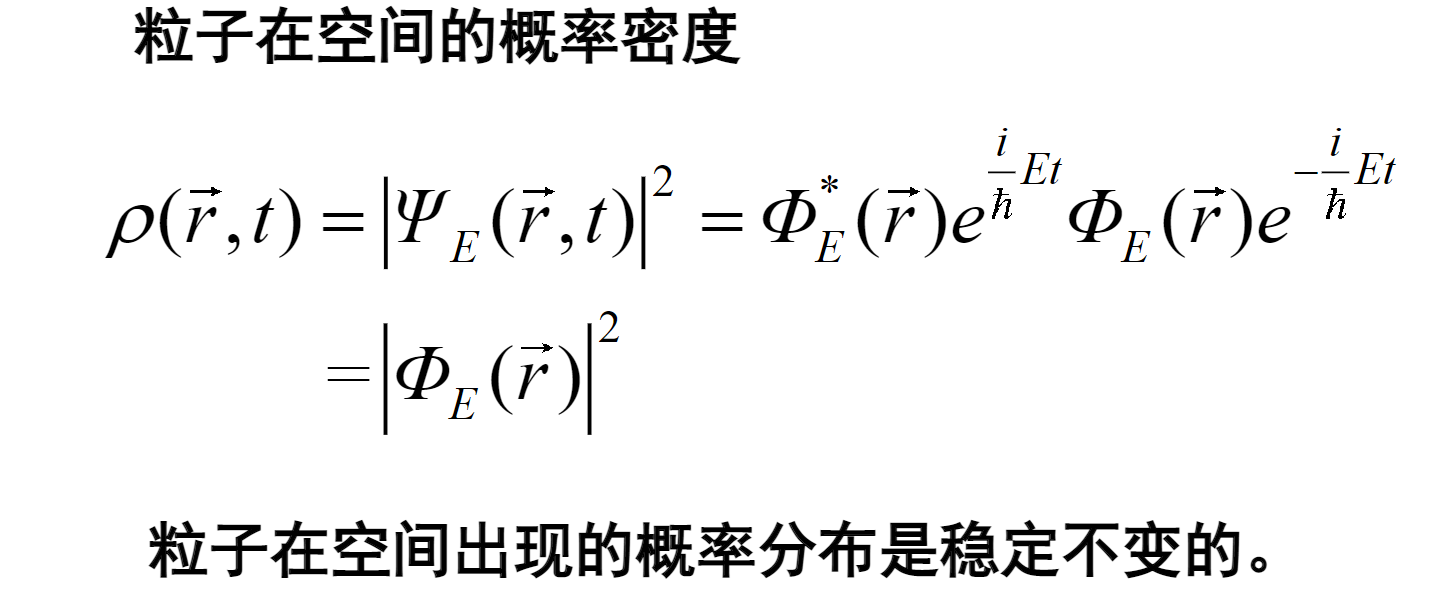 粒子在空间的概率密度
$\rho(\vec{r},t) = \left|\Psi_E(\vec{r},t)\right|^2 = \Phi_E^*(\vec{r})e^{\frac{i}{\hbar}Et}\Phi_E(\vec{r})e^{-\frac{i}{\hbar}Et}$
$= \left|\Phi_E(\vec{r})\right|^2$
粒子在空间出现的概率分布是稳定不变的。